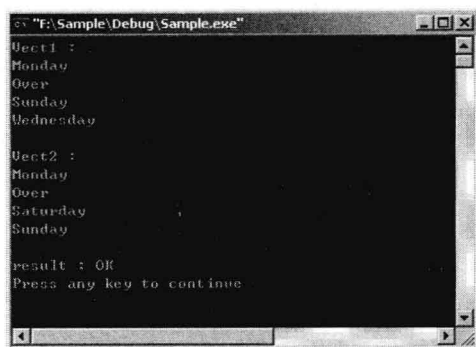 "F:\Sample\Debug\Sample.exe"
Vect1 :
Monday
Over
Sunday
Wednesday
Vect2 :
Monday
Over
Saturday
Sunday
result : OK
Press any key to continue